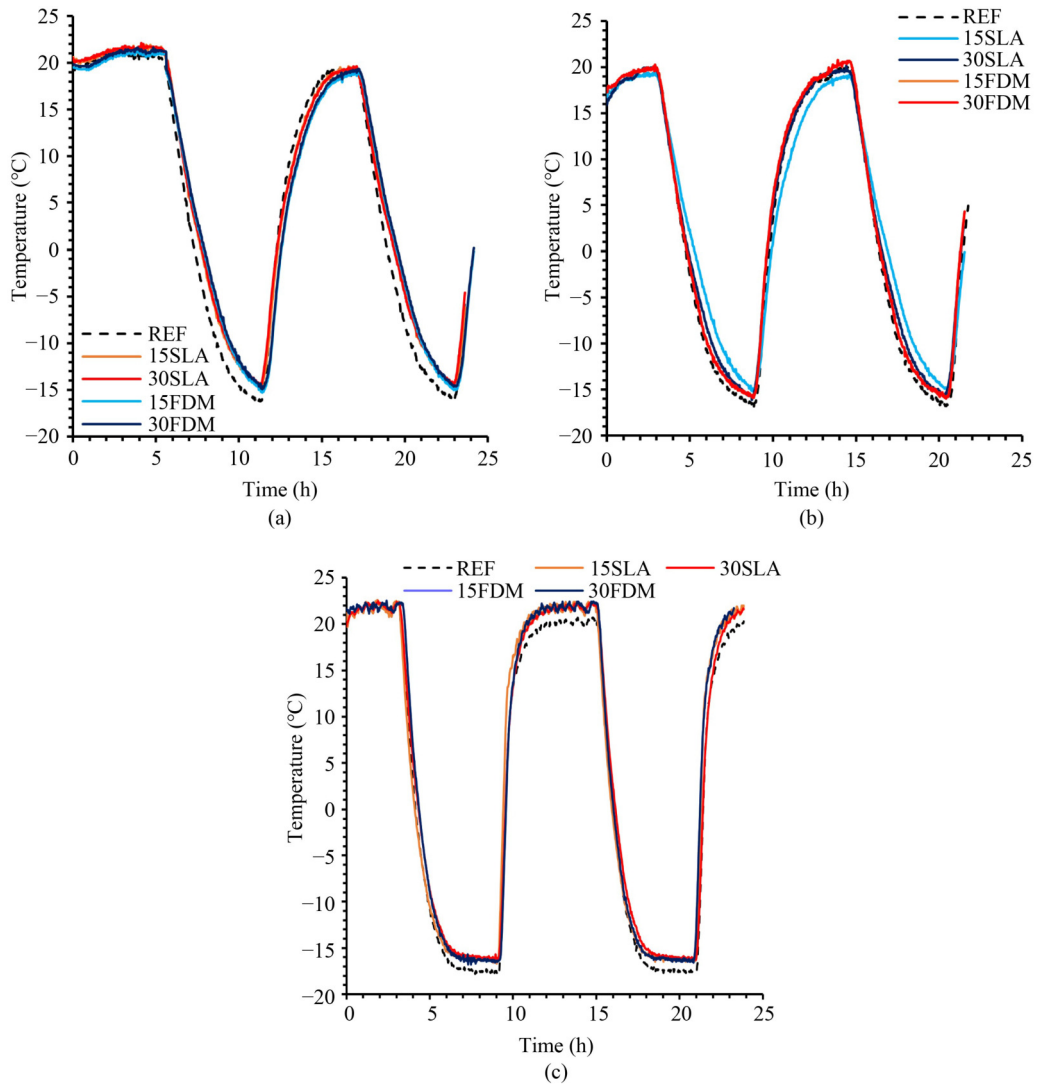 25
20
15
10
5
0
−5
−10
−15
−20
Temperature (℃)
REF
15SLA
30SLA
15FDM
30FDM
0 5 10 15 20 25
Time (h)
(a)
25
20
15
10
5
0
−5
−10
−15
−20
Temperature (℃)
REF
15SLA
30SLA
15FDM
30FDM
0 5 10 15 20 25
Time (h)
(b)
REF 15SLA 30SLA
15FDM 30FDM
25
20
15
10
5
0
−5
−10
−15
−20
Temperature (℃)
0 5 10 15 20 25
Time (h)
(c)